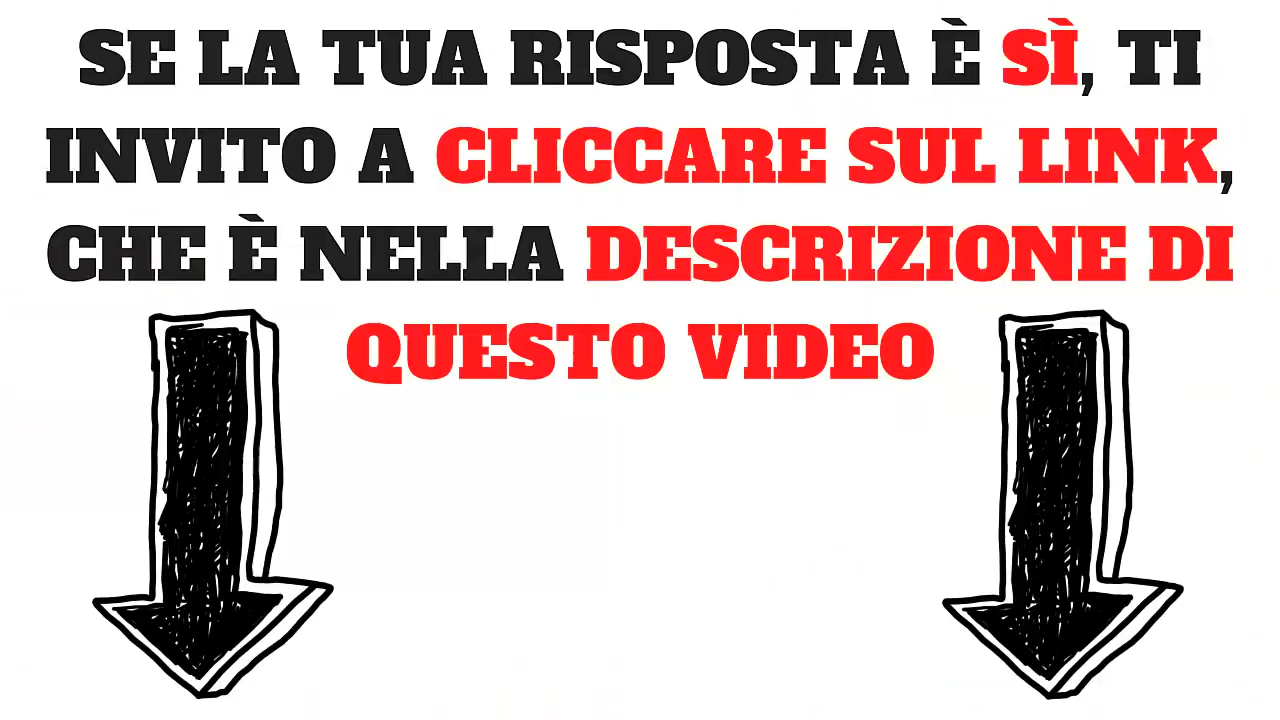 SE LA TUA RISPOSTA È SÌ, TI
INVITO A CLICCARE SUL LINK,
CHE È NELLA DESCRIZIONE DI
QUESTO VIDEO